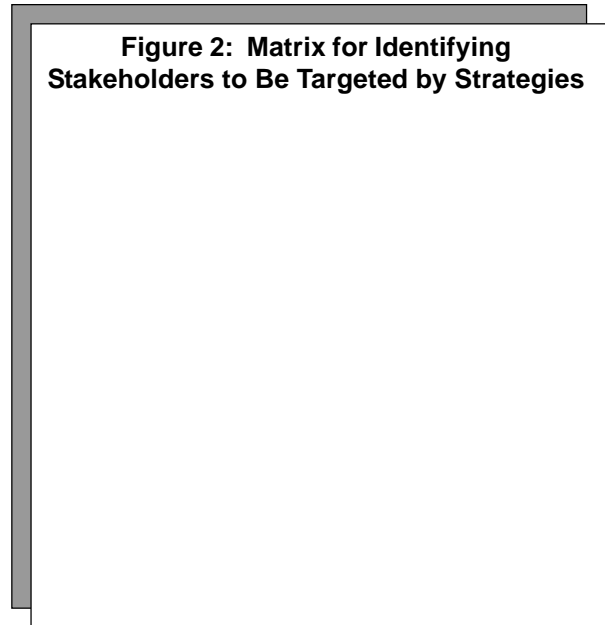 Figure 2:  Matrix for Identifying
Stakeholders to Be Targeted by Strategies